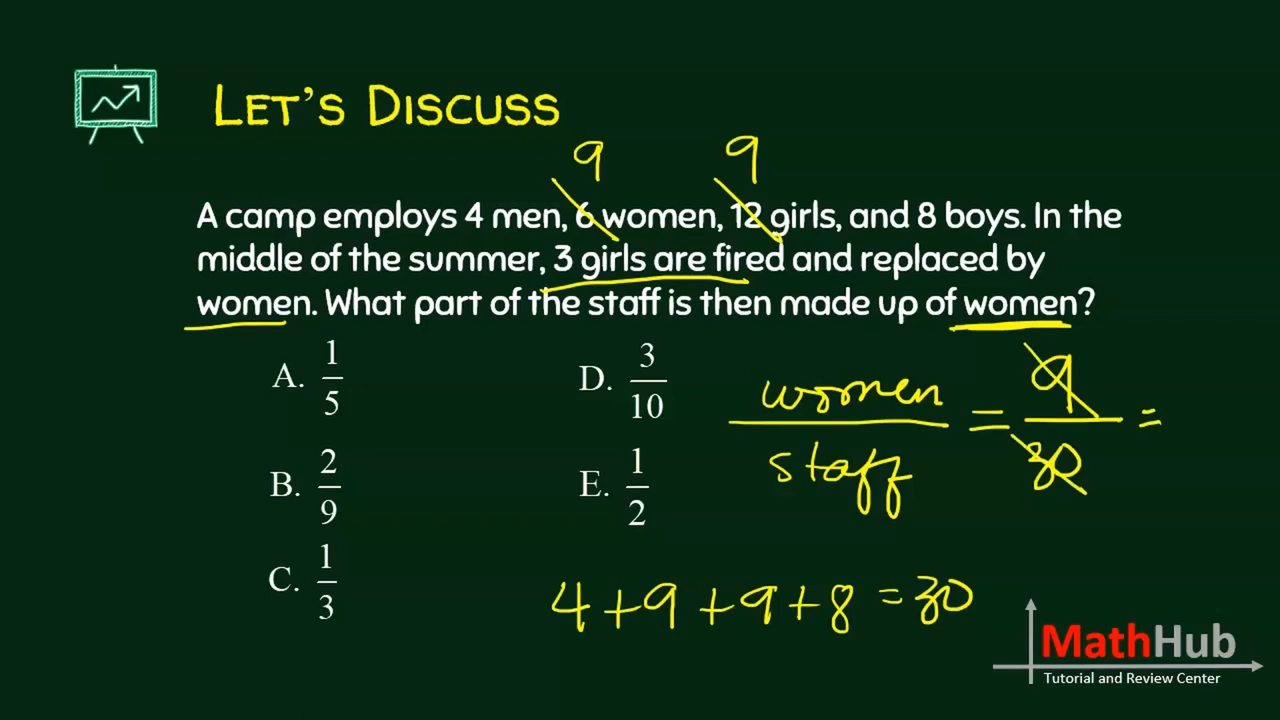 LET'S DISCUSS
9 9
A camp employs 4 men, 6 women, 12 girls, and 8 boys. In the
middle of the summer, 3 girls are fired and replaced by
women. What part of the staff is then made up of women?
A. 1/5
D. 3/10
women/staff = 9/30 =
B. 2/9
E. 1/2
C. 1/3
4+9+9+8=30
MathHub
Tutorial and Review Center